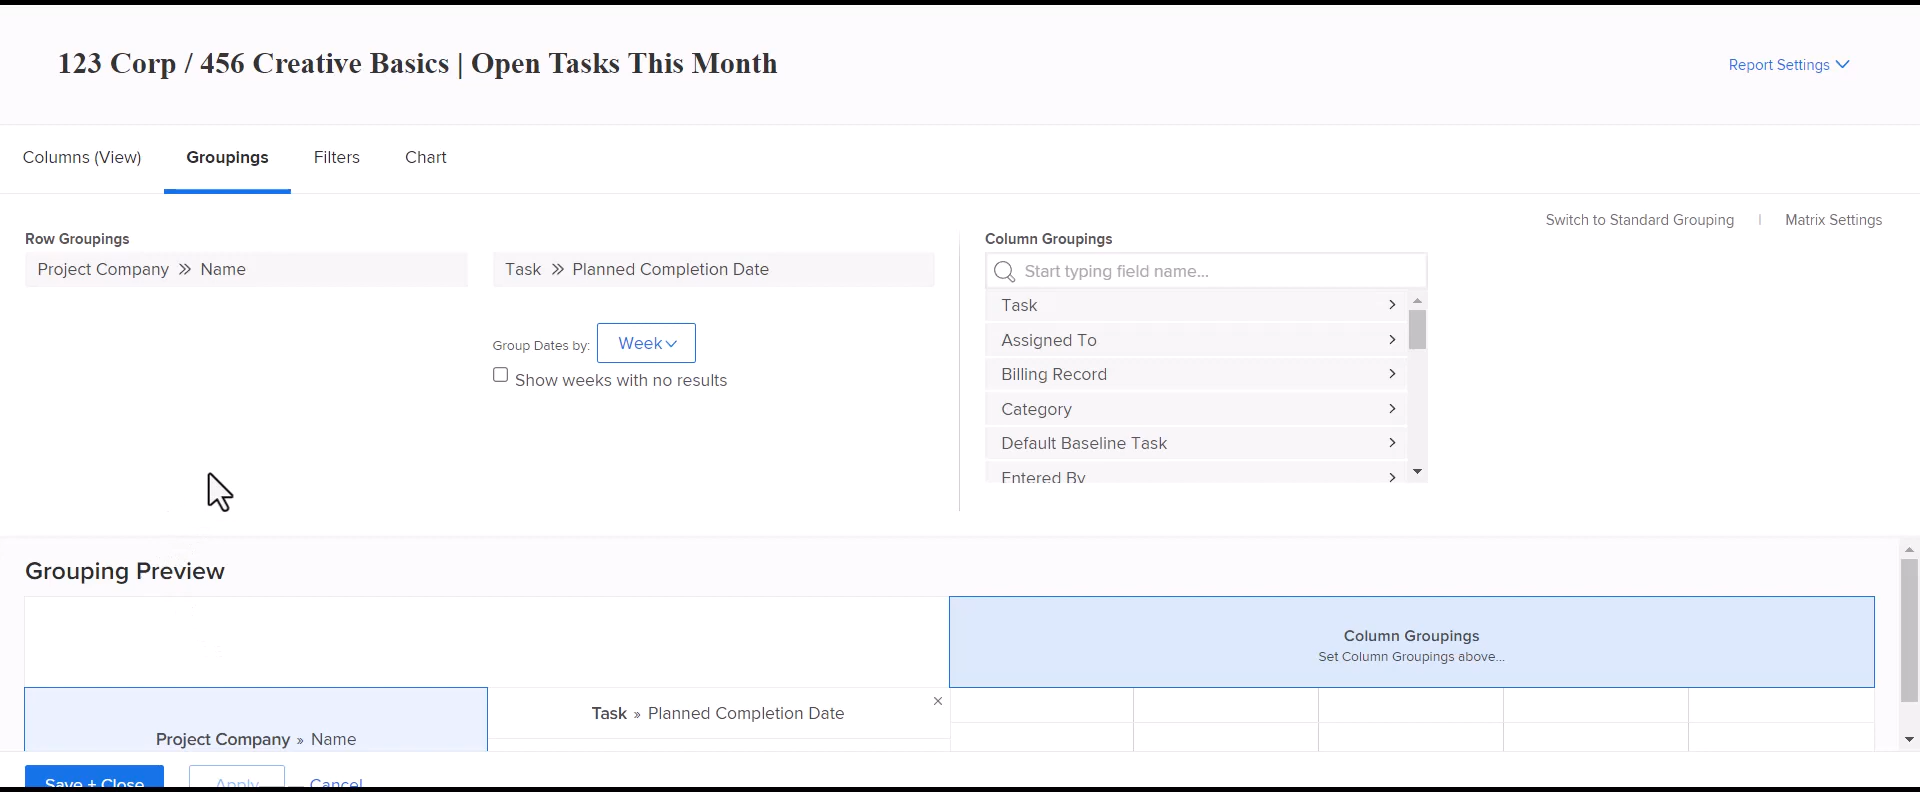 123 Corp / 456 Creative Basics | Open Tasks This Month
Report Settings
Columns (View)
Groupings
Filters
Chart
Switch to Standard Grouping
Matrix Settings
Row Groupings
Project Company >> Name
Task >> Planned Completion Date
Group Dates by:
Week
Show weeks with no results
Column Groupings
Start typing field name...
Task
Assigned To
Billing Record
Category
Default Baseline Task
Entered By
Grouping Preview
Column Groupings
Set Column Groupings above...
Task » Planned Completion Date
Project Company » Name
Save + Close
Apply
Cancel